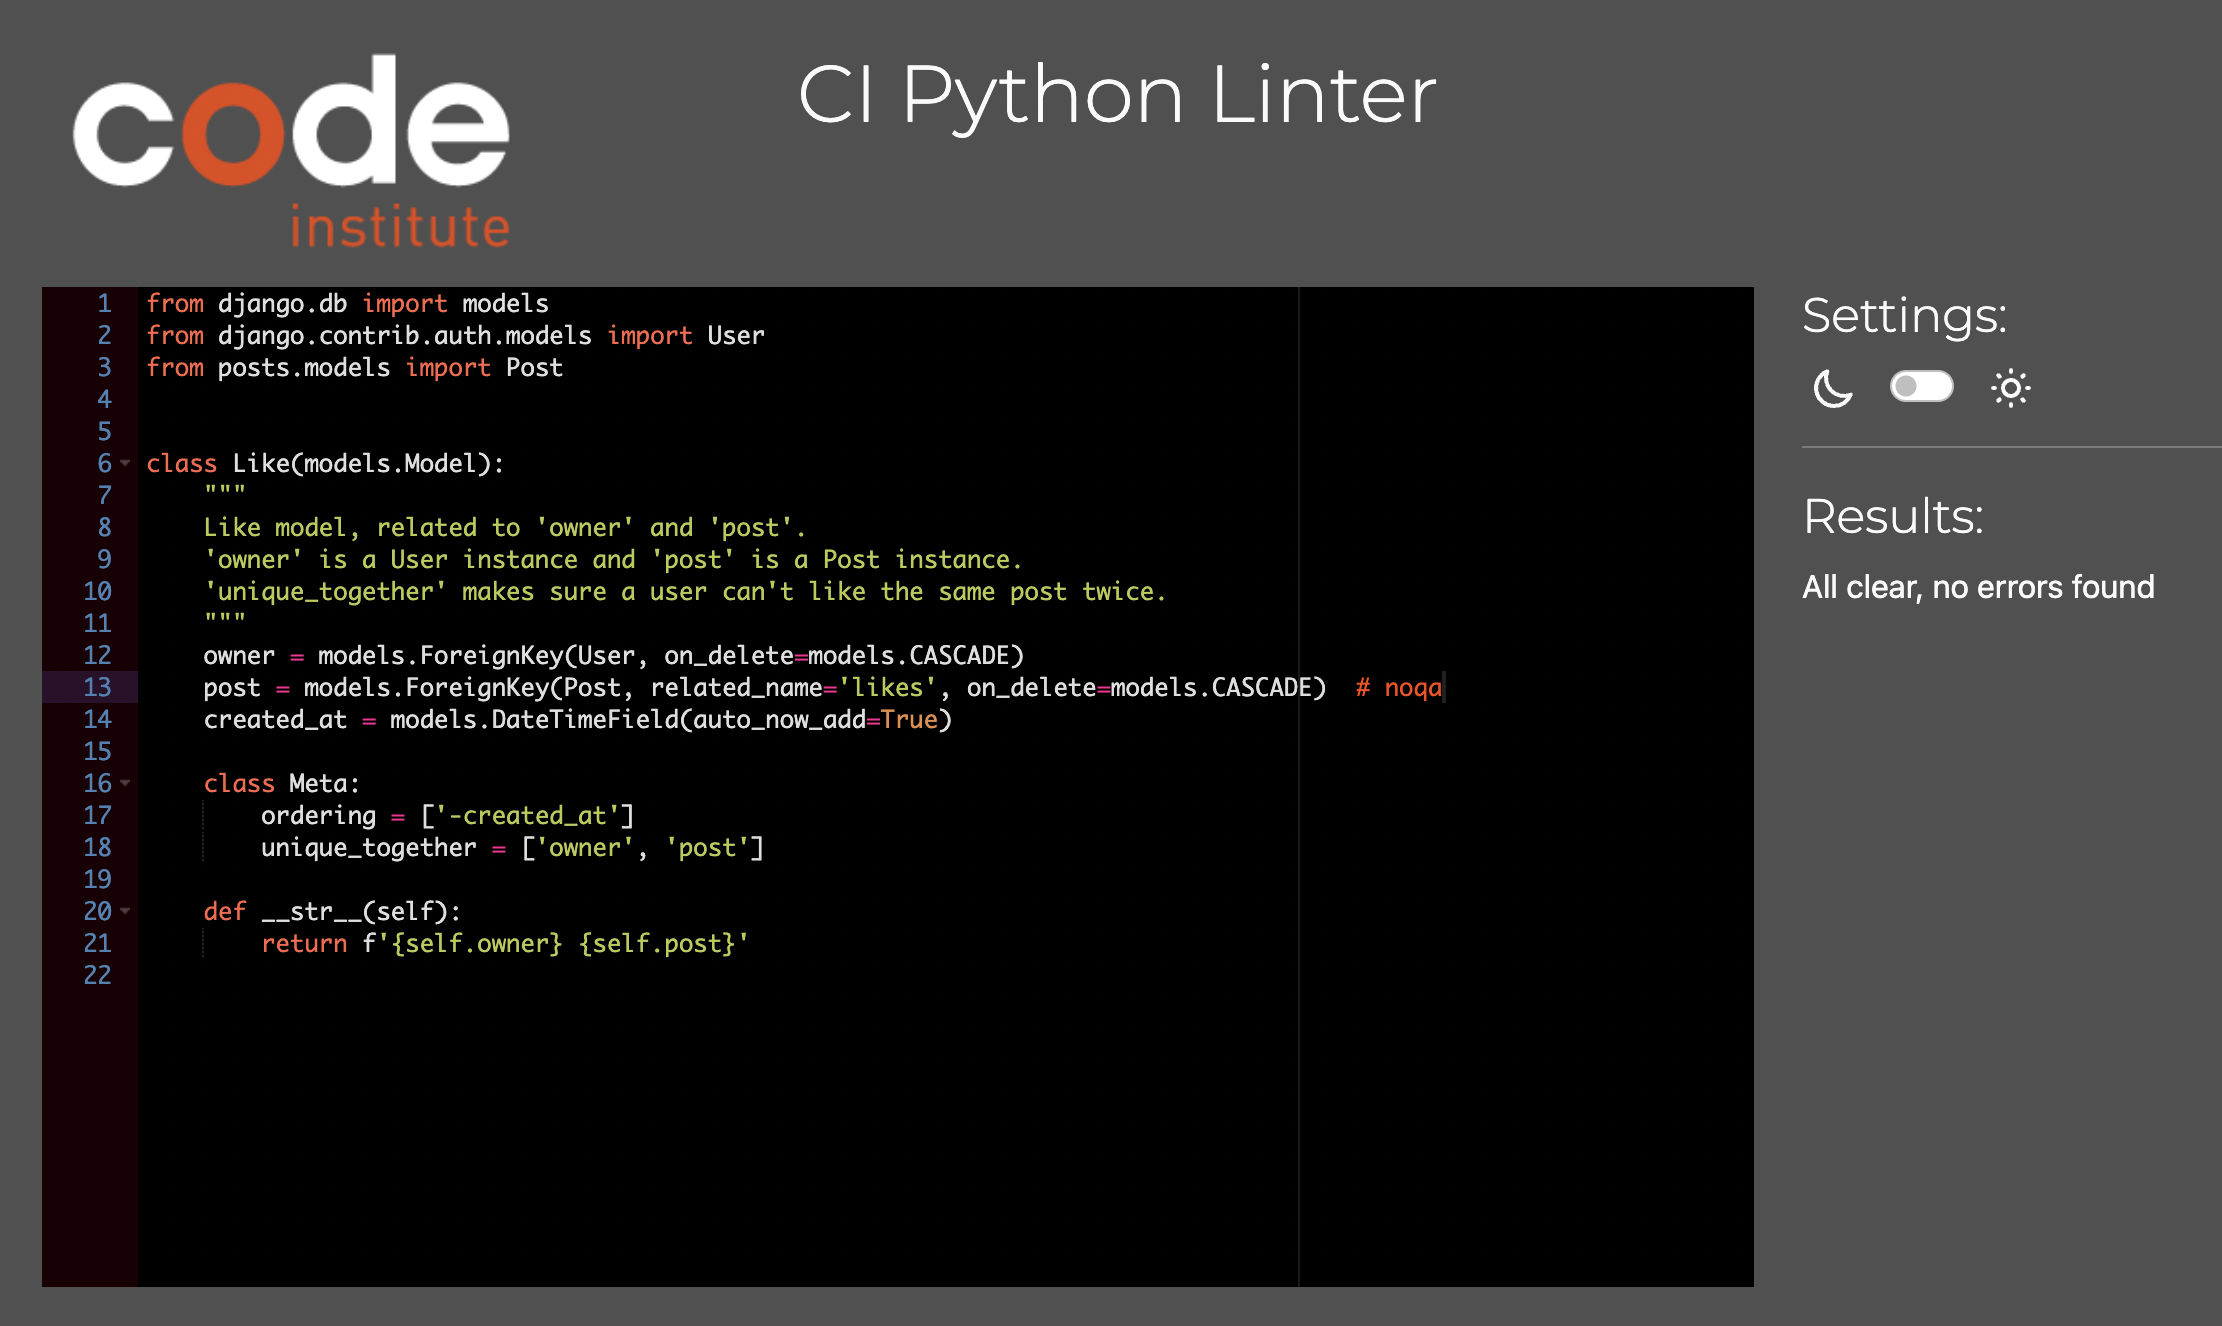 code
institute
CI Python Linter
1 from django.db import models
2 from django.contrib.auth.models import User
3 from posts.models import Post
4
5
6 class Like(models.Model):
7     """
8     Like model, related to 'owner' and 'post'.
9     'owner' is a User instance and 'post' is a Post instance.
10     'unique_together' makes sure a user can't like the same post twice.
11     """
12     owner = models.ForeignKey(User, on_delete=models.CASCADE)
13     post = models.ForeignKey(Post, related_name='likes', on_delete=models.CASCADE)  # noqa
14     created_at = models.DateTimeField(auto_now_add=True)
15
16     class Meta:
17         ordering = ['-created_at']
18         unique_together = ['owner', 'post']
19
20     def __str__(self):
21         return f'{self.owner} {self.post}'
22
Settings:
Results:
All clear, no errors found